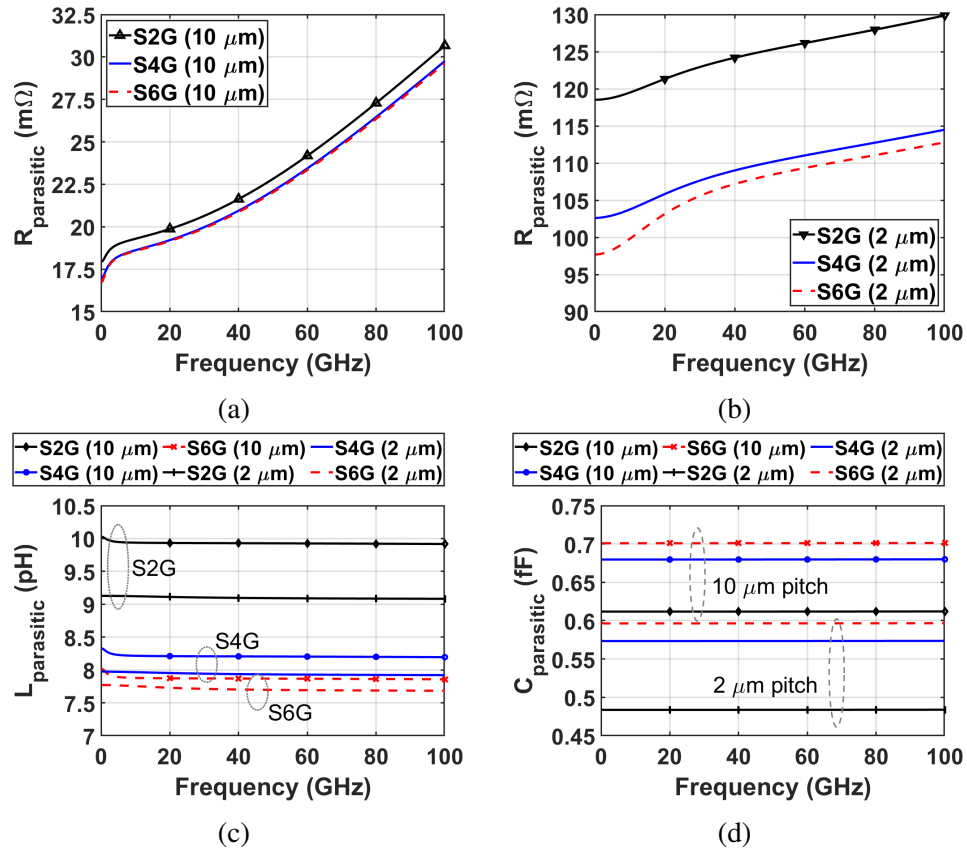 32.5
30
27.5
25
22.5
20
17.5
15
R_parasitic (mΩ)
S2G (10 μm)
S4G (10 μm)
S6G (10 μm)
0 20 40 60 80 100
Frequency (GHz)
(a)
130
125
120
115
110
105
100
95
90
R_parasitic (mΩ)
S2G (2 μm)
S4G (2 μm)
S6G (2 μm)
0 20 40 60 80 100
Frequency (GHz)
(b)
S2G (10 μm) S6G (10 μm) S4G (2 μm)
S4G (10 μm) S2G (2 μm) S6G (2 μm)
10.5
10
9.5
9
8.5
8
7.5
7
L_parasitic (pH)
S2G
S4G
S6G
0 20 40 60 80 100
Frequency (GHz)
(c)
S2G (10 μm) S6G (10 μm) S4G (2 μm)
S4G (10 μm) S2G (2 μm) S6G (2 μm)
0.75
0.7
0.65
0.6
0.55
0.5
0.45
C_parasitic (fF)
10 μm pitch
2 μm pitch
0 20 40 60 80 100
Frequency (GHz)
(d)